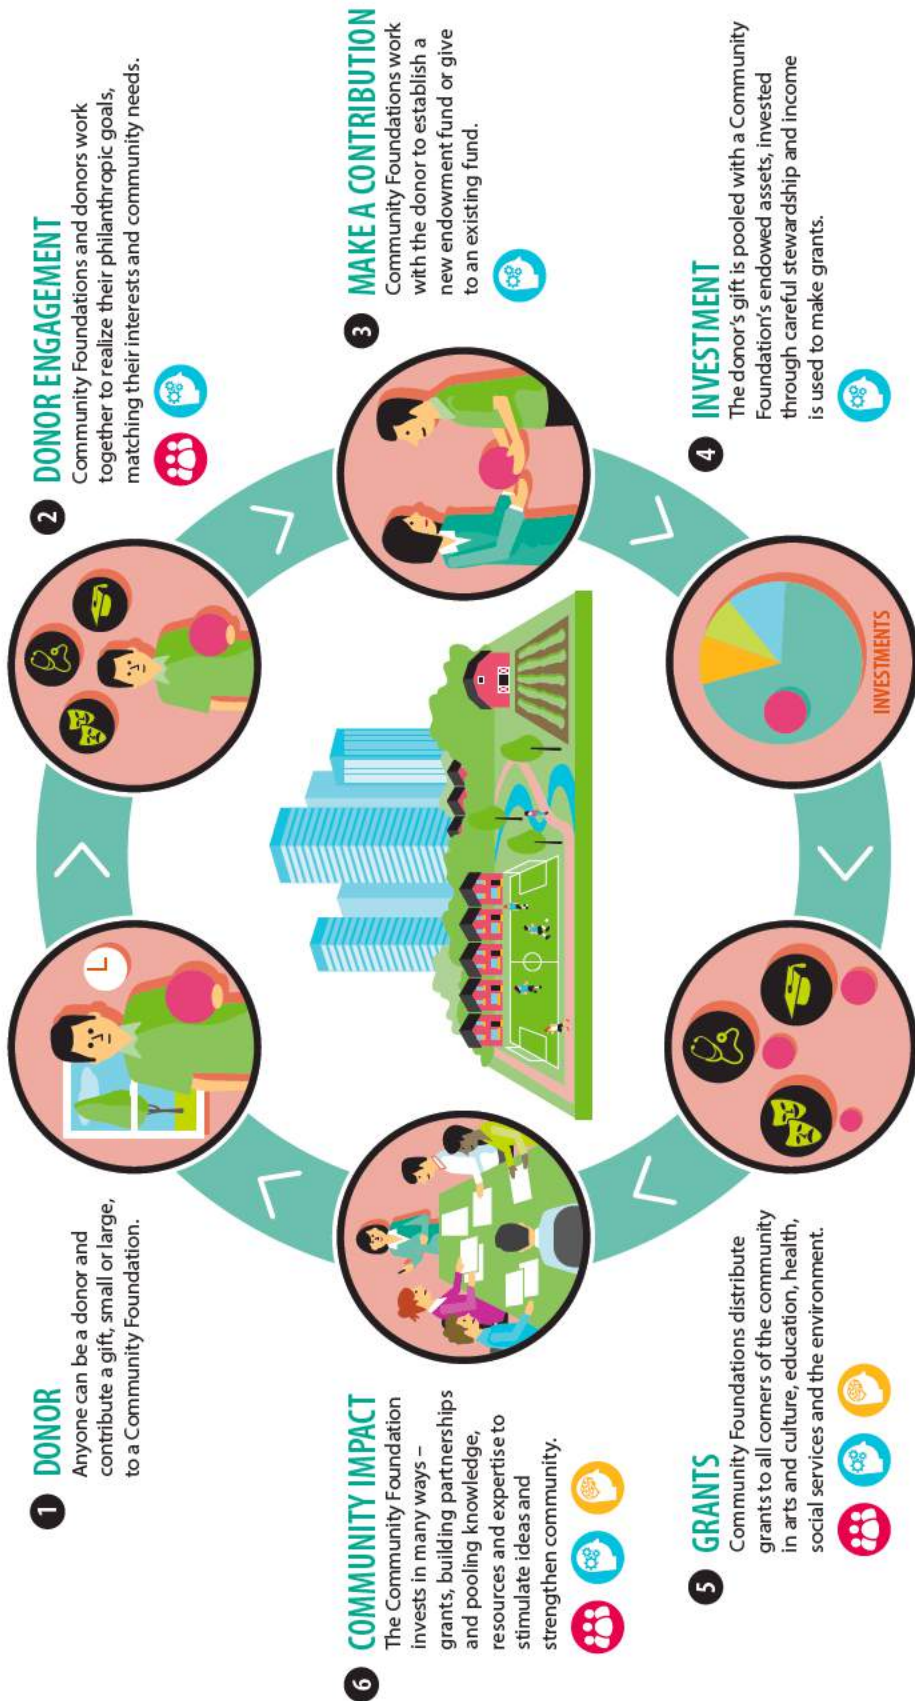 1 DONOR
Anyone can be a donor and
contribute a gift, small or large,
to a Community Foundation.
2 DONOR ENGAGEMENT
Community Foundations and donors work
together to realize their philanthropic goals,
matching their interests and community needs.
3 MAKE A CONTRIBUTION
Community Foundations work
with the donor to establish a
new endowment fund or give
to an existing fund.
4 INVESTMENT
The donor's gift is pooled with a Community
Foundation's endowed assets, invested
through careful stewardship and income
is used to make grants.
INVESTMENTS
5 GRANTS
Community Foundations distribute
grants to all corners of the community
in arts and culture, education, health,
social services and the environment.
6 COMMUNITY IMPACT
The Community Foundation
invests in many ways –
grants, building partnerships
and pooling knowledge,
resources and expertise to
stimulate ideas and
strengthen community.